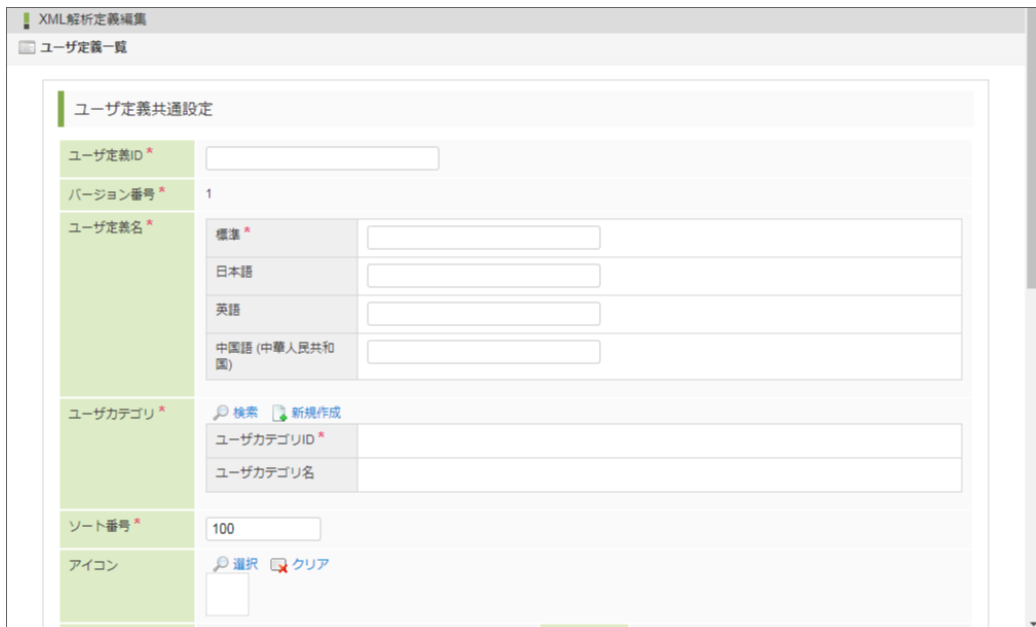 XML解析定義編集
ユーザ定義一覧
ユーザ定義共通設定
ユーザ定義ID *
バージョン番号 * 1
ユーザ定義名 *
標準 *
日本語
英語
中国語 (中華人民共和
国)
ユーザカテゴリ * 検索 新規作成
ユーザカテゴリID *
ユーザカテゴリ名
ソート番号 * 100
アイコン 選択 クリア